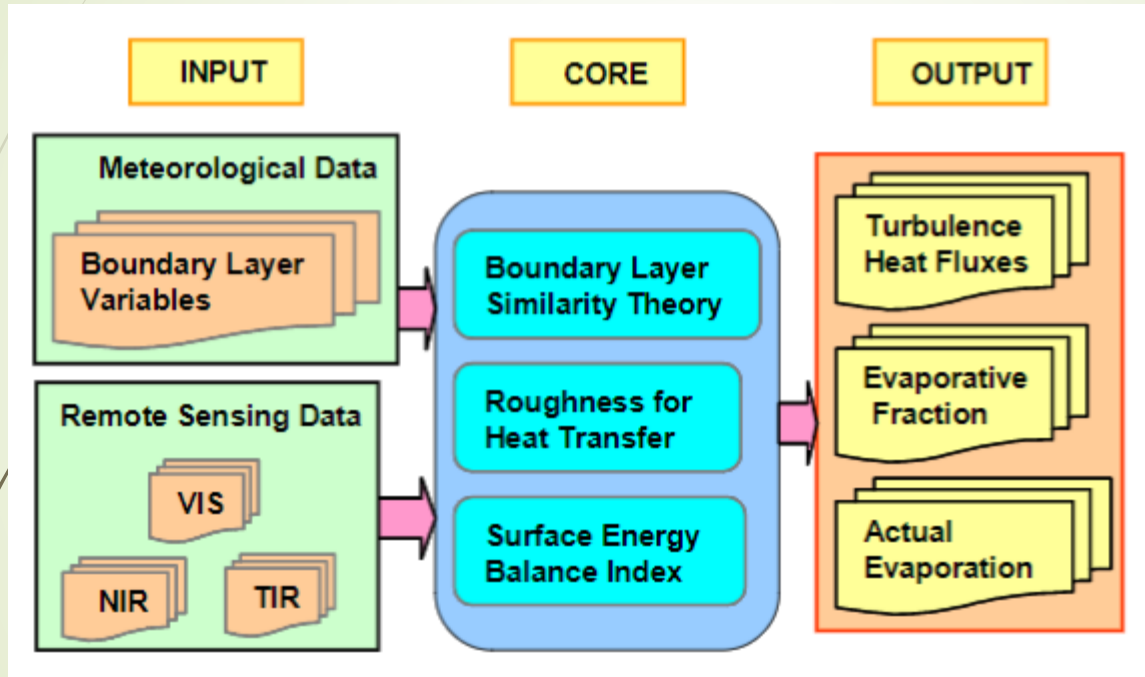 INPUT
CORE
OUTPUT
Meteorological Data
Boundary Layer
Variables
Remote Sensing Data
VIS
NIR
TIR
Boundary Layer
Similarity Theory
Roughness for
Heat Transfer
Surface Energy
Balance Index
Turbulence
Heat Fluxes
Evaporative
Fraction
Actual
Evaporation